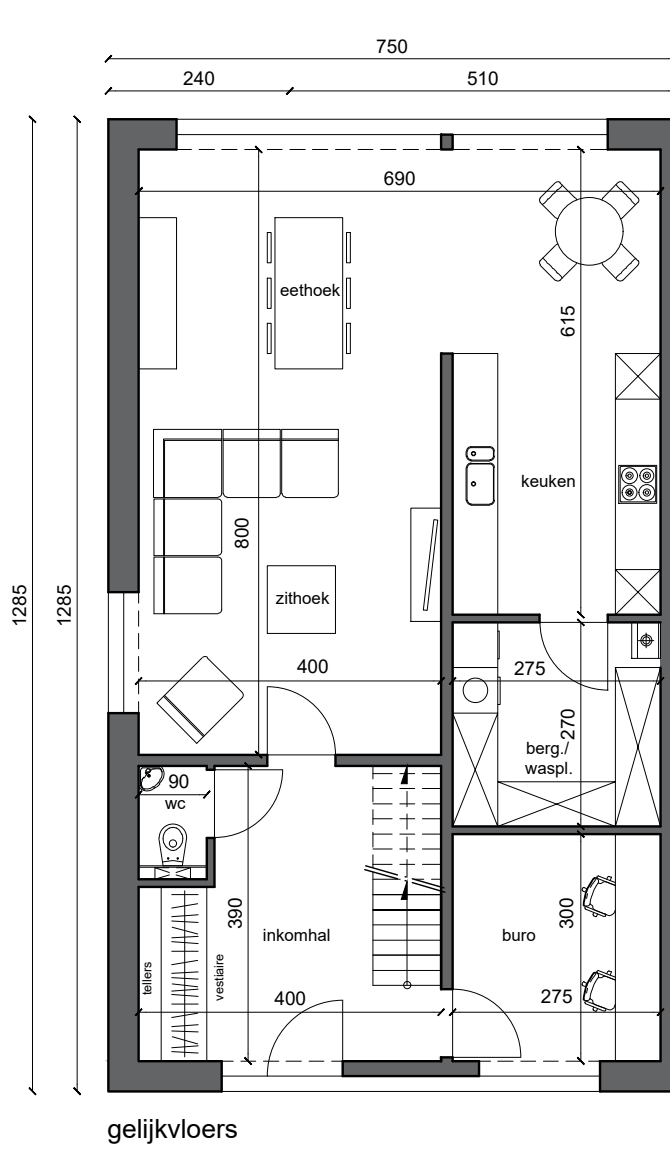 750
240 510
690
eethoek
615
keuken
800
zithoek
1285 1285
400 275
270
berg./
waspl.
90
wc
390
inkomhal
buro
300
tellers
vestiaire
400 275
gelijkvloers